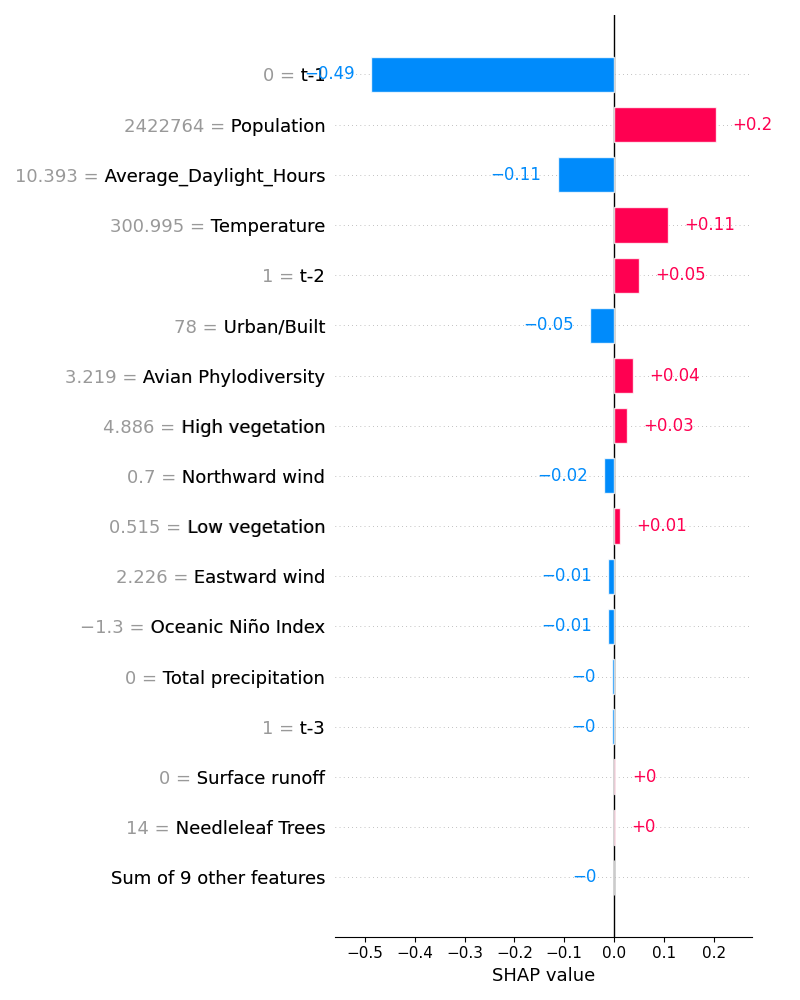 0 = t-1 −0.49
2422764 = Population +0.2
10.393 = Average_Daylight_Hours −0.11
300.995 = Temperature +0.11
1 = t-2 +0.05
78 = Urban/Built −0.05
3.219 = Avian Phylodiversity +0.04
4.886 = High vegetation +0.03
0.7 = Northward wind −0.02
0.515 = Low vegetation +0.01
2.226 = Eastward wind −0.01
−1.3 = Oceanic Niño Index −0.01
0 = Total precipitation −0
1 = t-3 −0
0 = Surface runoff +0
14 = Needleleaf Trees +0
Sum of 9 other features −0
−0.5 −0.4 −0.3 −0.2 −0.1 0.0 0.1 0.2
SHAP value